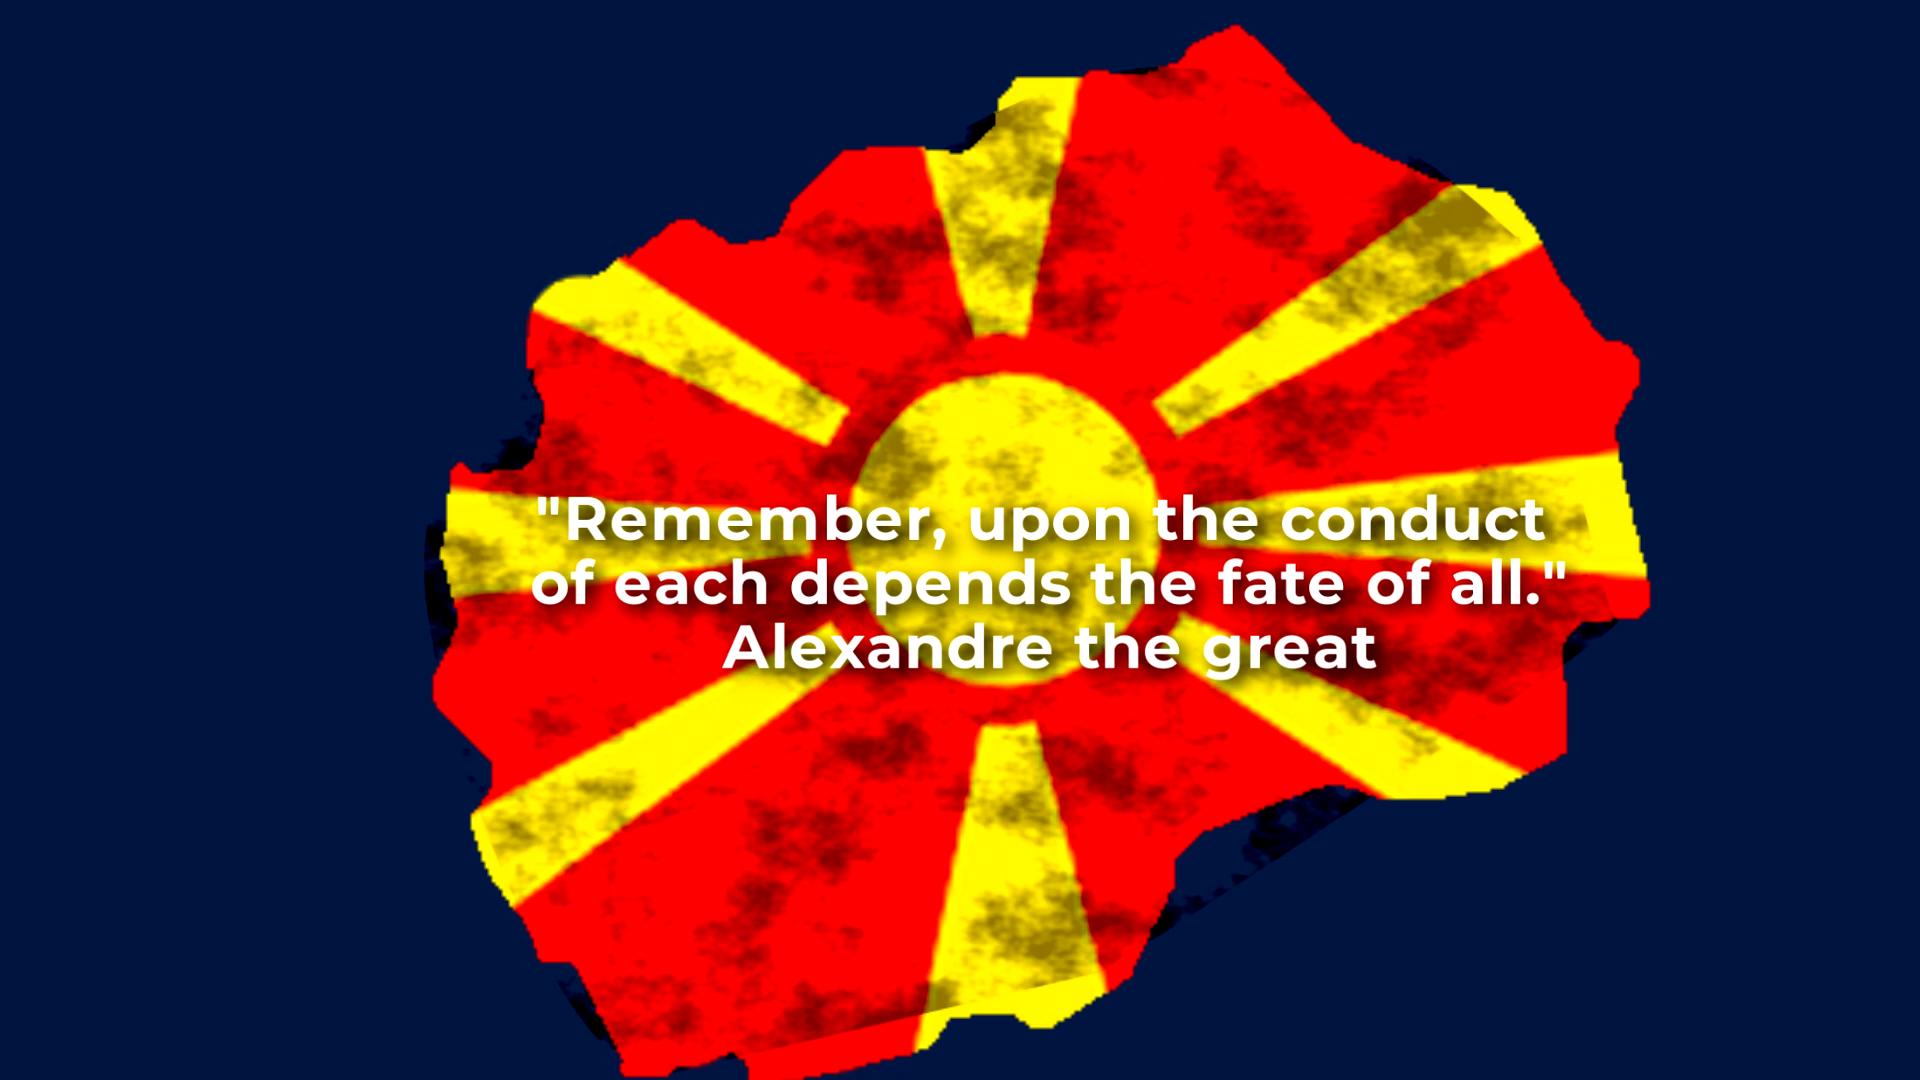 "Remember, upon the conduct
of each depends the fate of all."
Alexandre the great